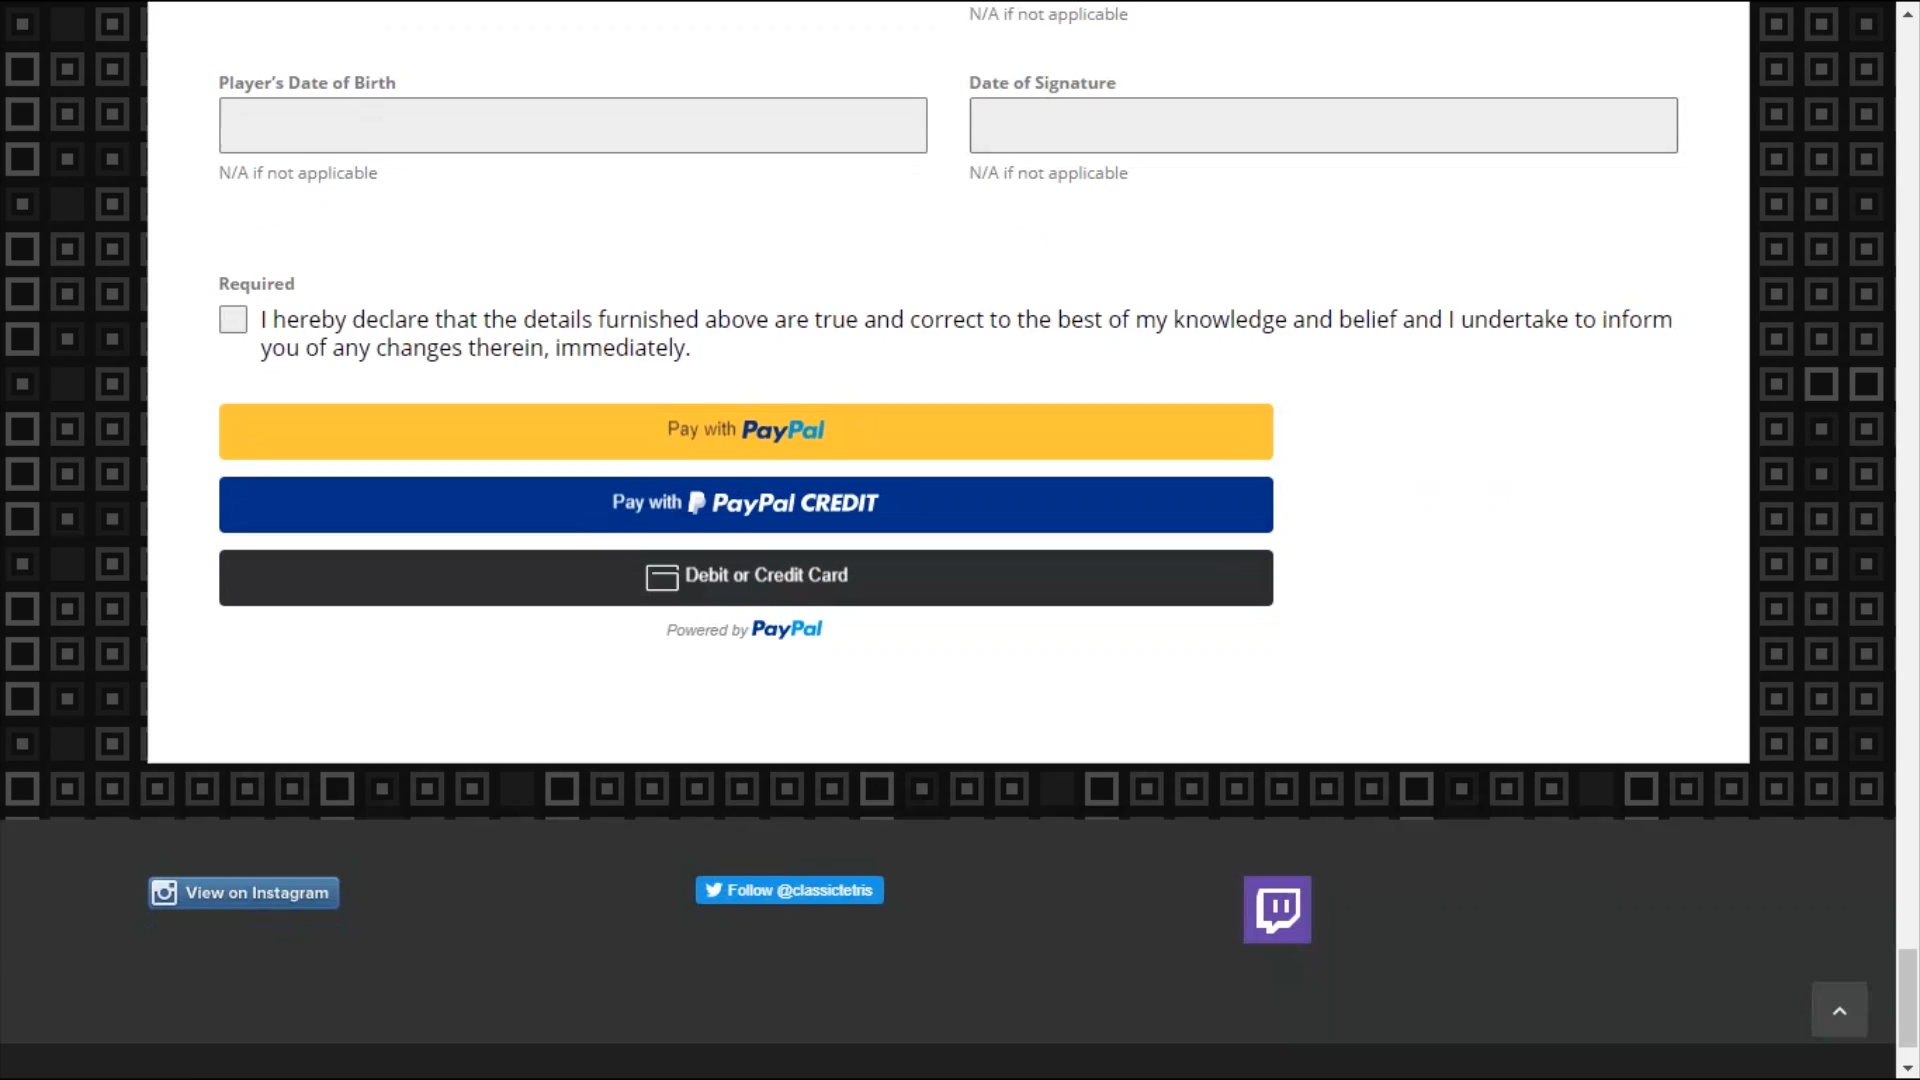 N/A if not applicable
Player's Date of Birth
Date of Signature
N/A if not applicable
N/A if not applicable
Required
I hereby declare that the details furnished above are true and correct to the best of my knowledge and belief and I undertake to inform
you of any changes therein, immediately.
Pay with PayPal
Pay with PayPal CREDIT
Debit or Credit Card
Powered by PayPal
View on Instagram
Follow @classictetris